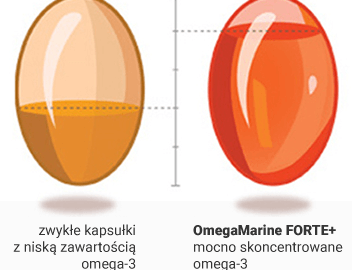 zwykłe kapsułki
z niską zawartością
omega-3
OmegaMarine FORTE+
mocno skoncentrowane
omega-3